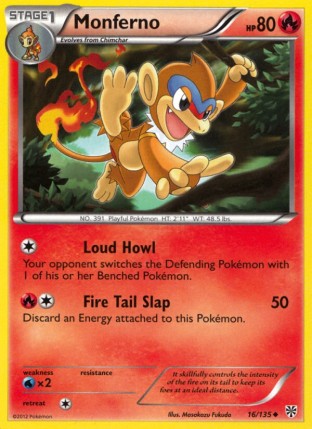 STAGE1
Monferno
HP80
Evolves from Chimchar
NO. 391 Playful Pokémon. HT: 2'11" WT: 48.5 lbs.
Loud Howl
Your opponent switches the Defending Pokémon with
1 of his or her Benched Pokémon.
Fire Tail Slap 50
Discard an Energy attached to this Pokémon.
weakness resistance
×2
retreat
It skillfully controls the intensity
of the fire on its tail to keep its
foes at an ideal distance.
©2012 Pokémon
Illus. Masakazu Fukuda
16/135